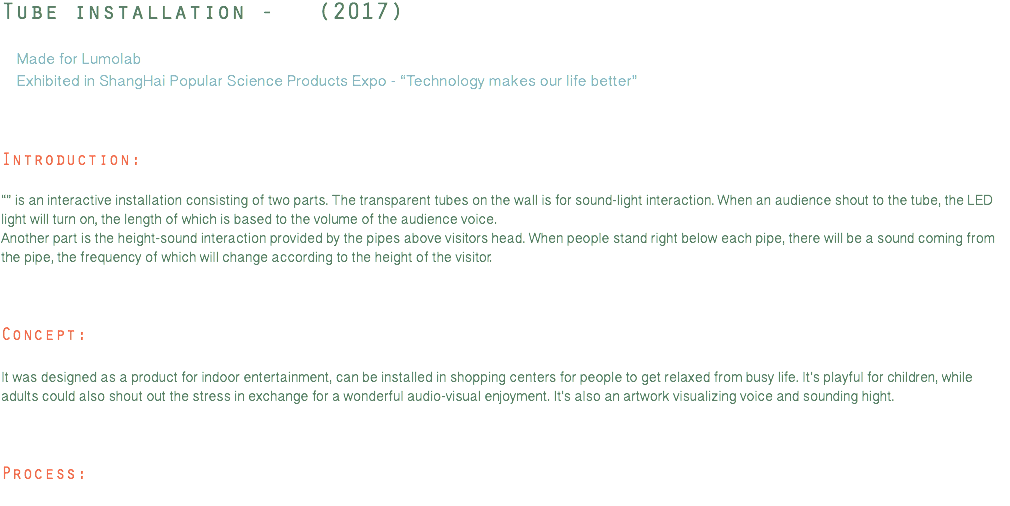 Tube installation - (2017)
Made for Lumolab
Exhibited in ShangHai Popular Science Products Expo - “Technology makes our life better”
Introduction:
"" is an interactive installation consisting of two parts. The transparent tubes on the wall is for sound-light interaction. When an audience shout to the tube, the LED
light will turn on, the length of which is based to the volume of the audience voice.
Another part is the height-sound interaction provided by the pipes above visitors head. When people stand right below each pipe, there will be a sound coming from
the pipe, the frequency of which will change according to the height of the visitor.
Concept:
It was designed as a product for indoor entertainment, can be installed in shopping centers for people to get relaxed from busy life. It's playful for children, while
adults could also shout out the stress in exchange for a wonderful audio-visual enjoyment. It's also an artwork visualizing voice and sounding hight.
Process: